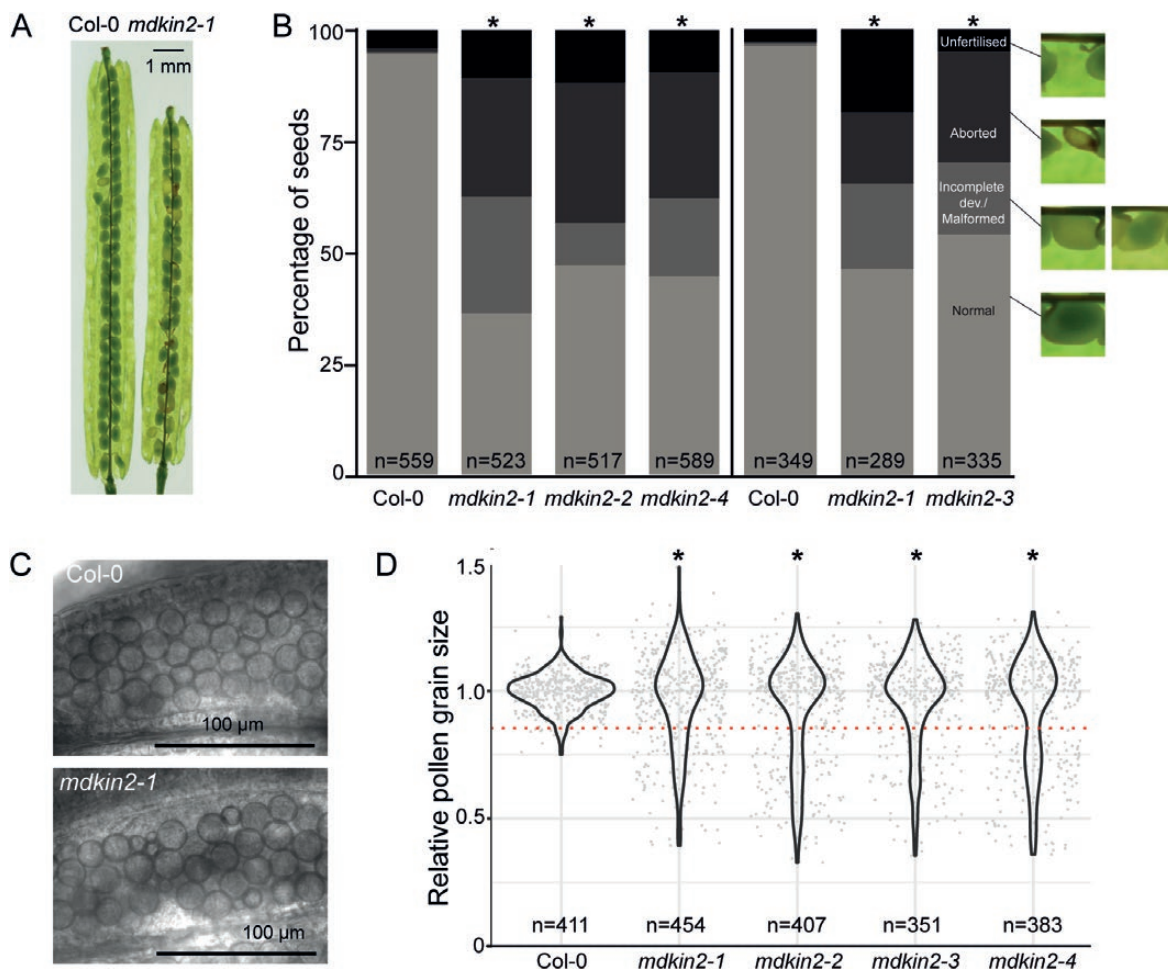 A
Col-0 mdkin2-1
1 mm
B
Percentage of seeds
100
75
50
25
0
* * * * *
n=559 n=523 n=517 n=589 n=349 n=289 n=335
Col-0 mdkin2-1 mdkin2-2 mdkin2-4 Col-0 mdkin2-1 mdkin2-3
Unfertilised
Aborted
Incomplete
dev./
Malformed
Normal
C
Col-0
100 µm
mdkin2-1
100 µm
D
Relative pollen grain size
1.5
1.0
0.5
0
* * * *
n=411 n=454 n=407 n=351 n=383
Col-0 mdkin2-1 mdkin2-2 mdkin2-3 mdkin2-4